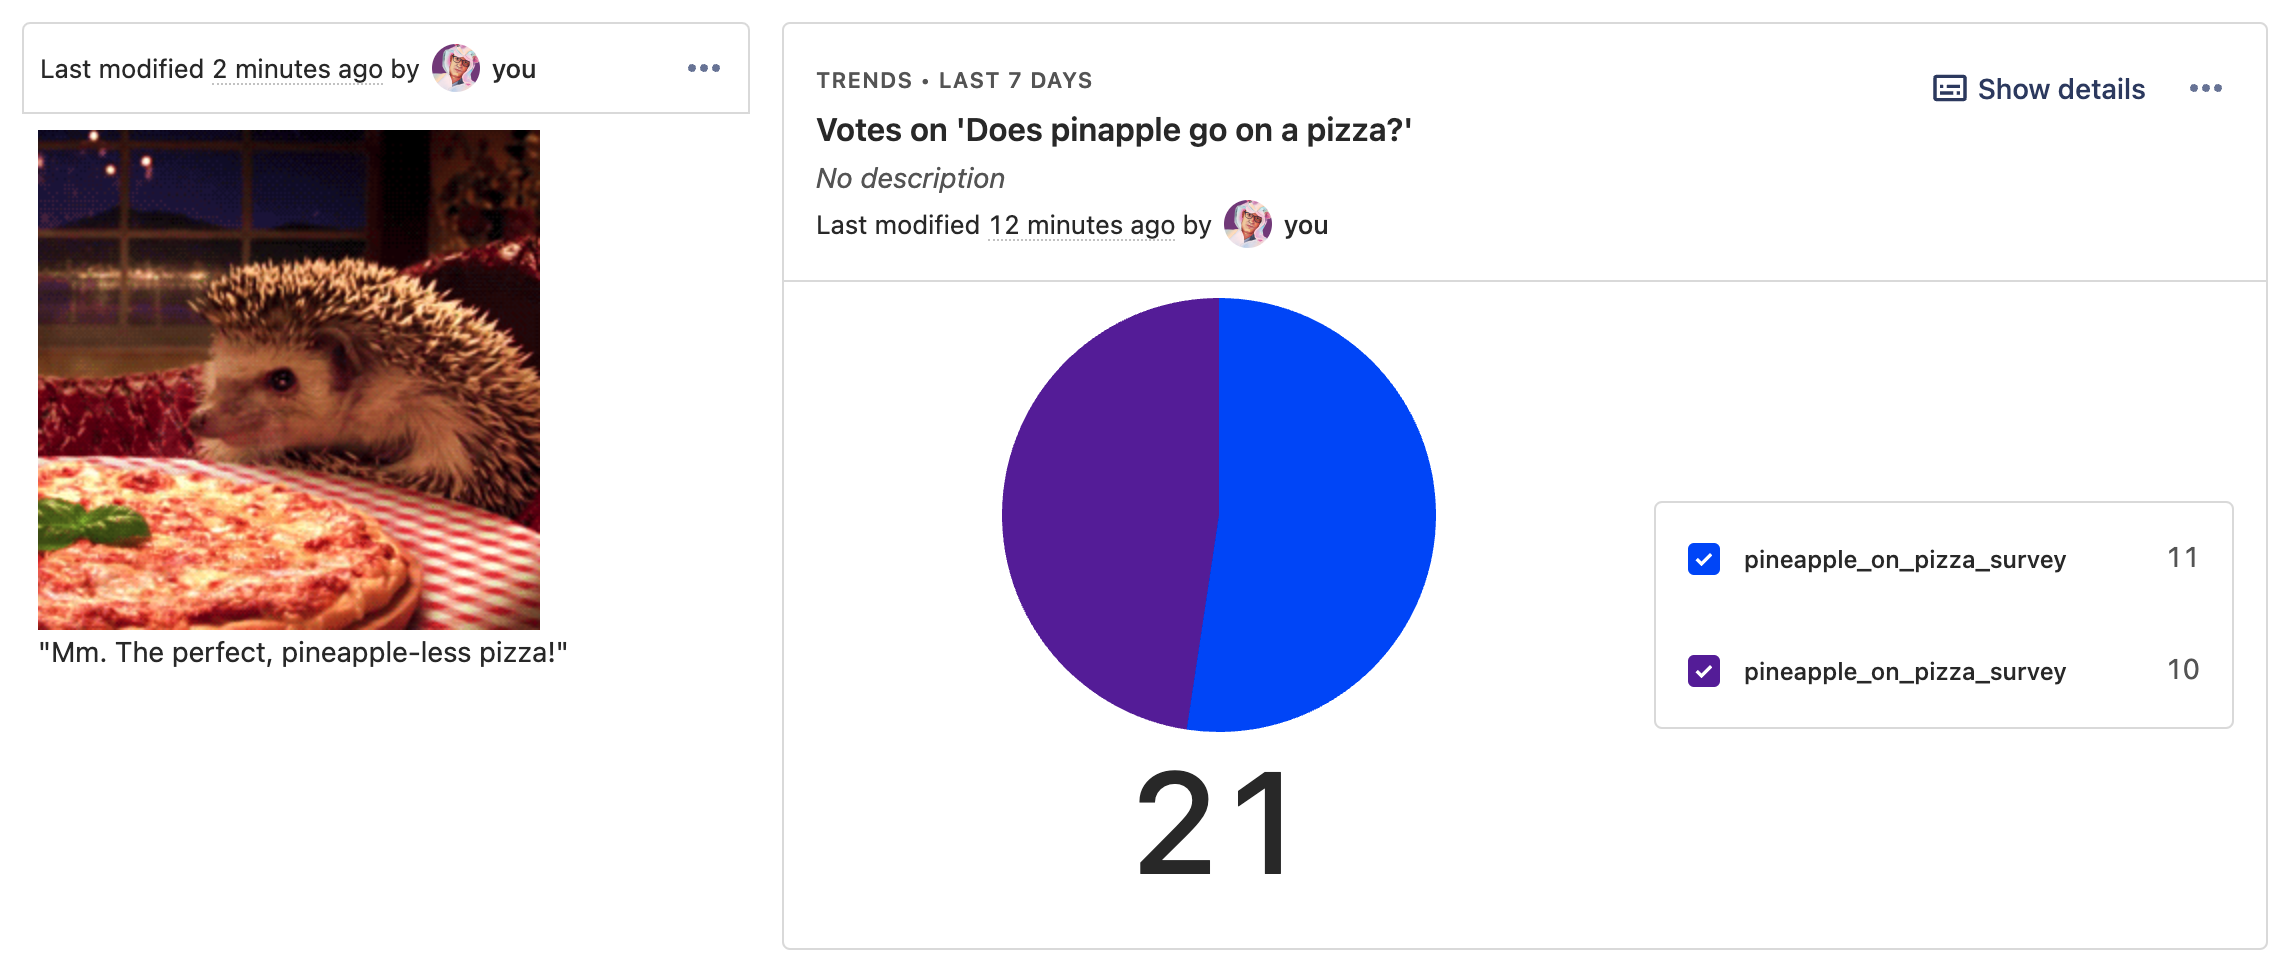 Last modified 2 minutes ago by you
"Mm. The perfect, pineapple-less pizza!"
TRENDS • LAST 7 DAYS
Show details
Votes on 'Does pinapple go on a pizza?'
No description
Last modified 12 minutes ago by you
21
pineapple_on_pizza_survey 11
pineapple_on_pizza_survey 10